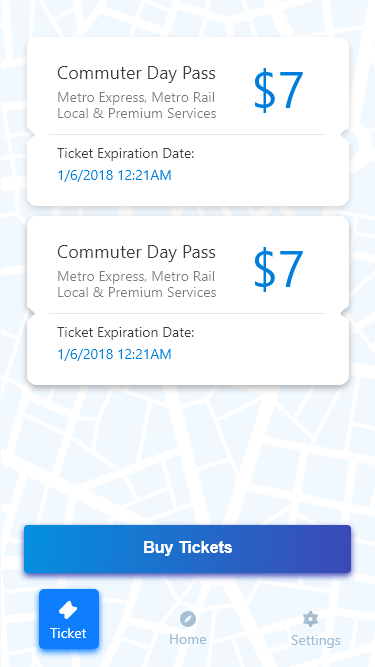 Commuter Day Pass
$7
Metro Express, Metro Rail
Local & Premium Services
Ticket Expiration Date:
1/6/2018 12:21AM
Commuter Day Pass
$7
Metro Express, Metro Rail
Local & Premium Services
Ticket Expiration Date:
1/6/2018 12:21AM
Buy Tickets
Ticket
Home
Settings